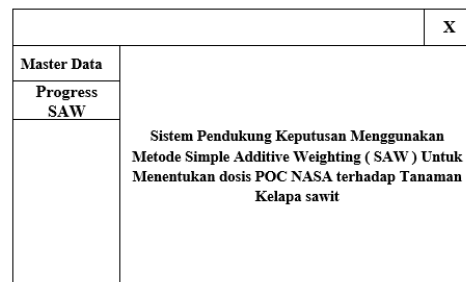 X
Master Data
Progress
SAW
Sistem Pendukung Keputusan Menggunakan
Metode Simple Additive Weighting ( SAW ) Untuk
Menentukan dosis POC NASA terhadap Tanaman
Kelapa sawit